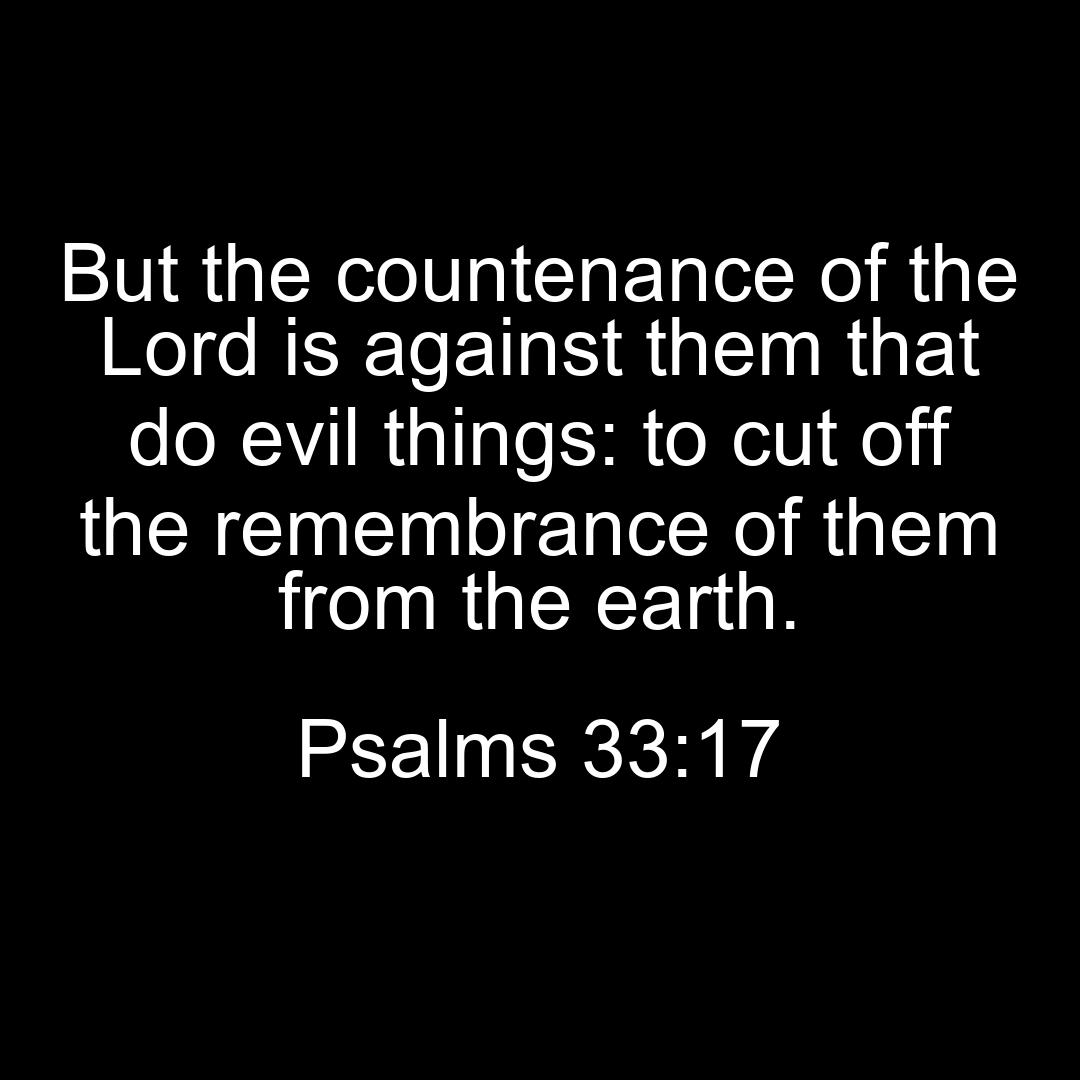 But the countenance of the
Lord is against them that
do evil things: to cut off
the remembrance of them
from the earth.
Psalms 33:17